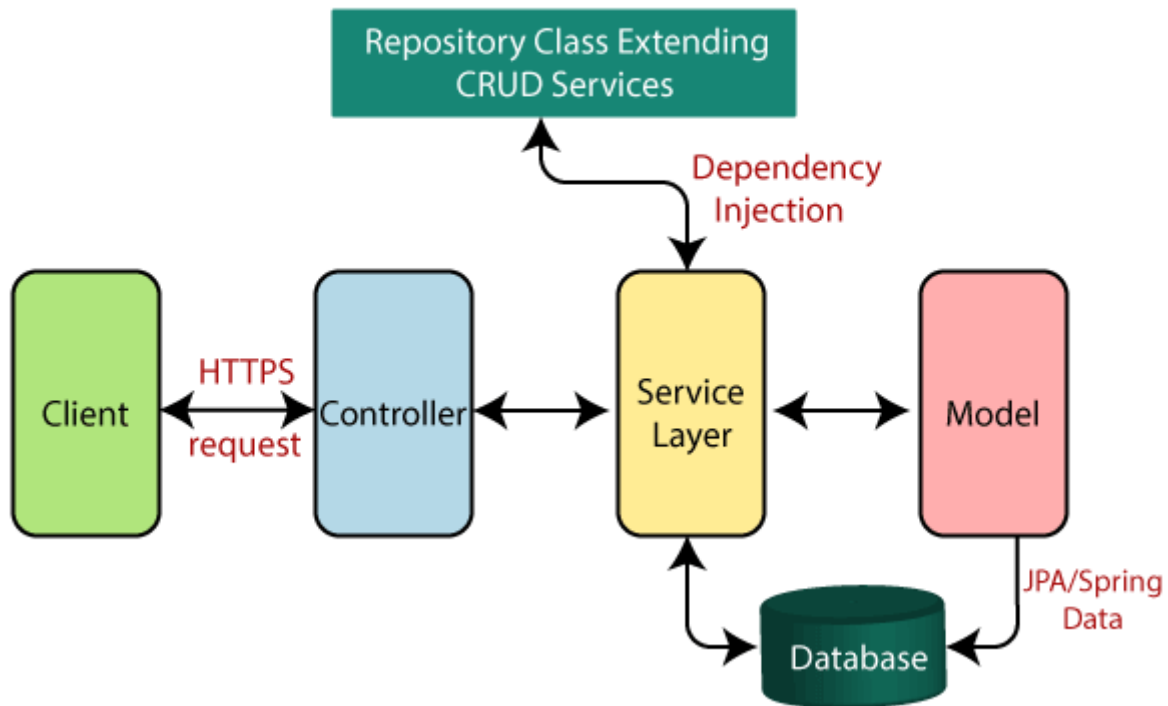 Repository Class Extending
CRUD Services
Dependency
Injection
Client
HTTPS
request
Controller
Service
Layer
Model
JPA/Spring
Data
Database